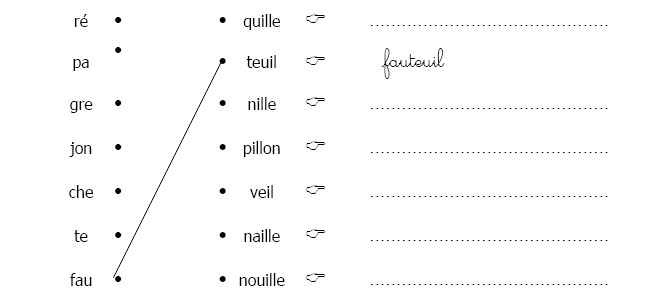 ré • • quille ☞ ........................................
pa • • teuil ☞ fauteuil
gre • • nille ☞ ........................................
jon • • pillon ☞ ........................................
che • • veil ☞ ........................................
te • • naille ☞ ........................................
fau • • nouille ☞ ........................................